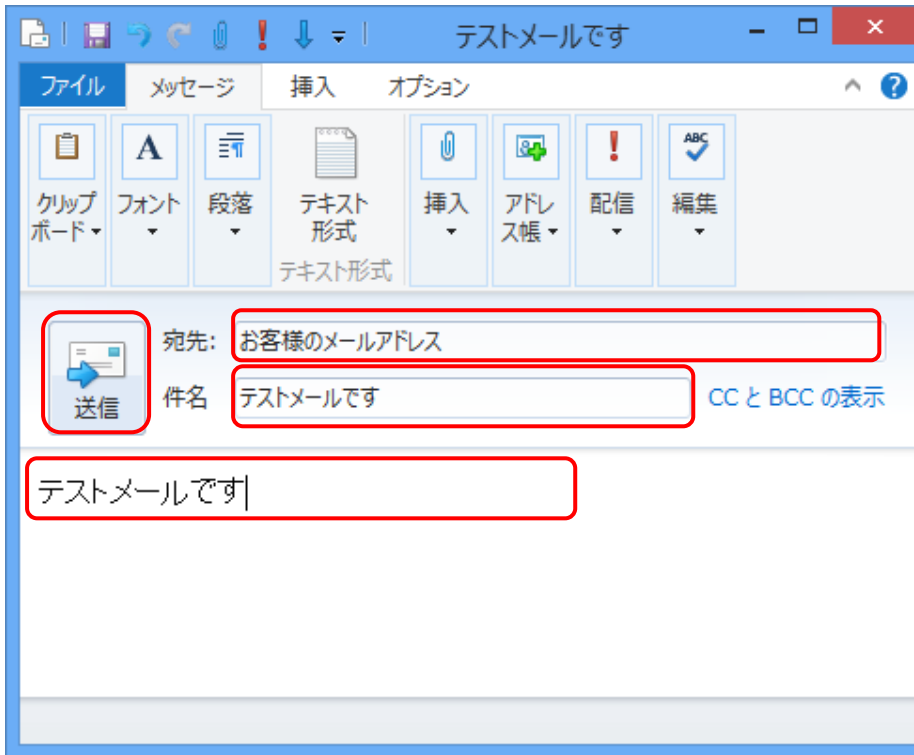 テストメールです
ファイル メッセージ 挿入 オプション
クリップボード フォント 段落 テキスト形式 挿入 アドレス帳 配信 ABC 編集
テキスト形式
宛先: お客様のメールアドレス
送信 件名 テストメールです CC と BCC の表示
テストメールです